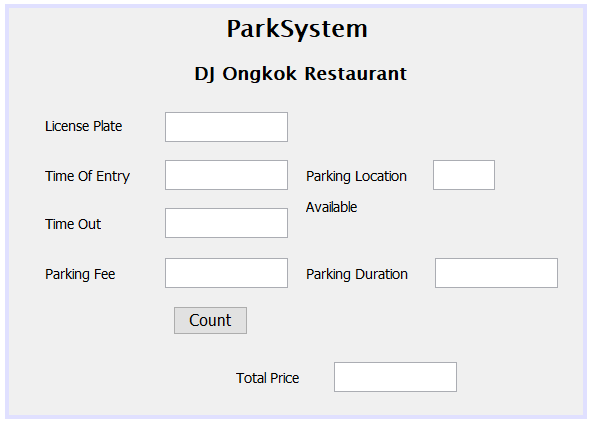 ParkSystem
DJ Ongkok Restaurant
License Plate
Time Of Entry
Parking Location
Available
Time Out
Parking Fee
Parking Duration
Count
Total Price